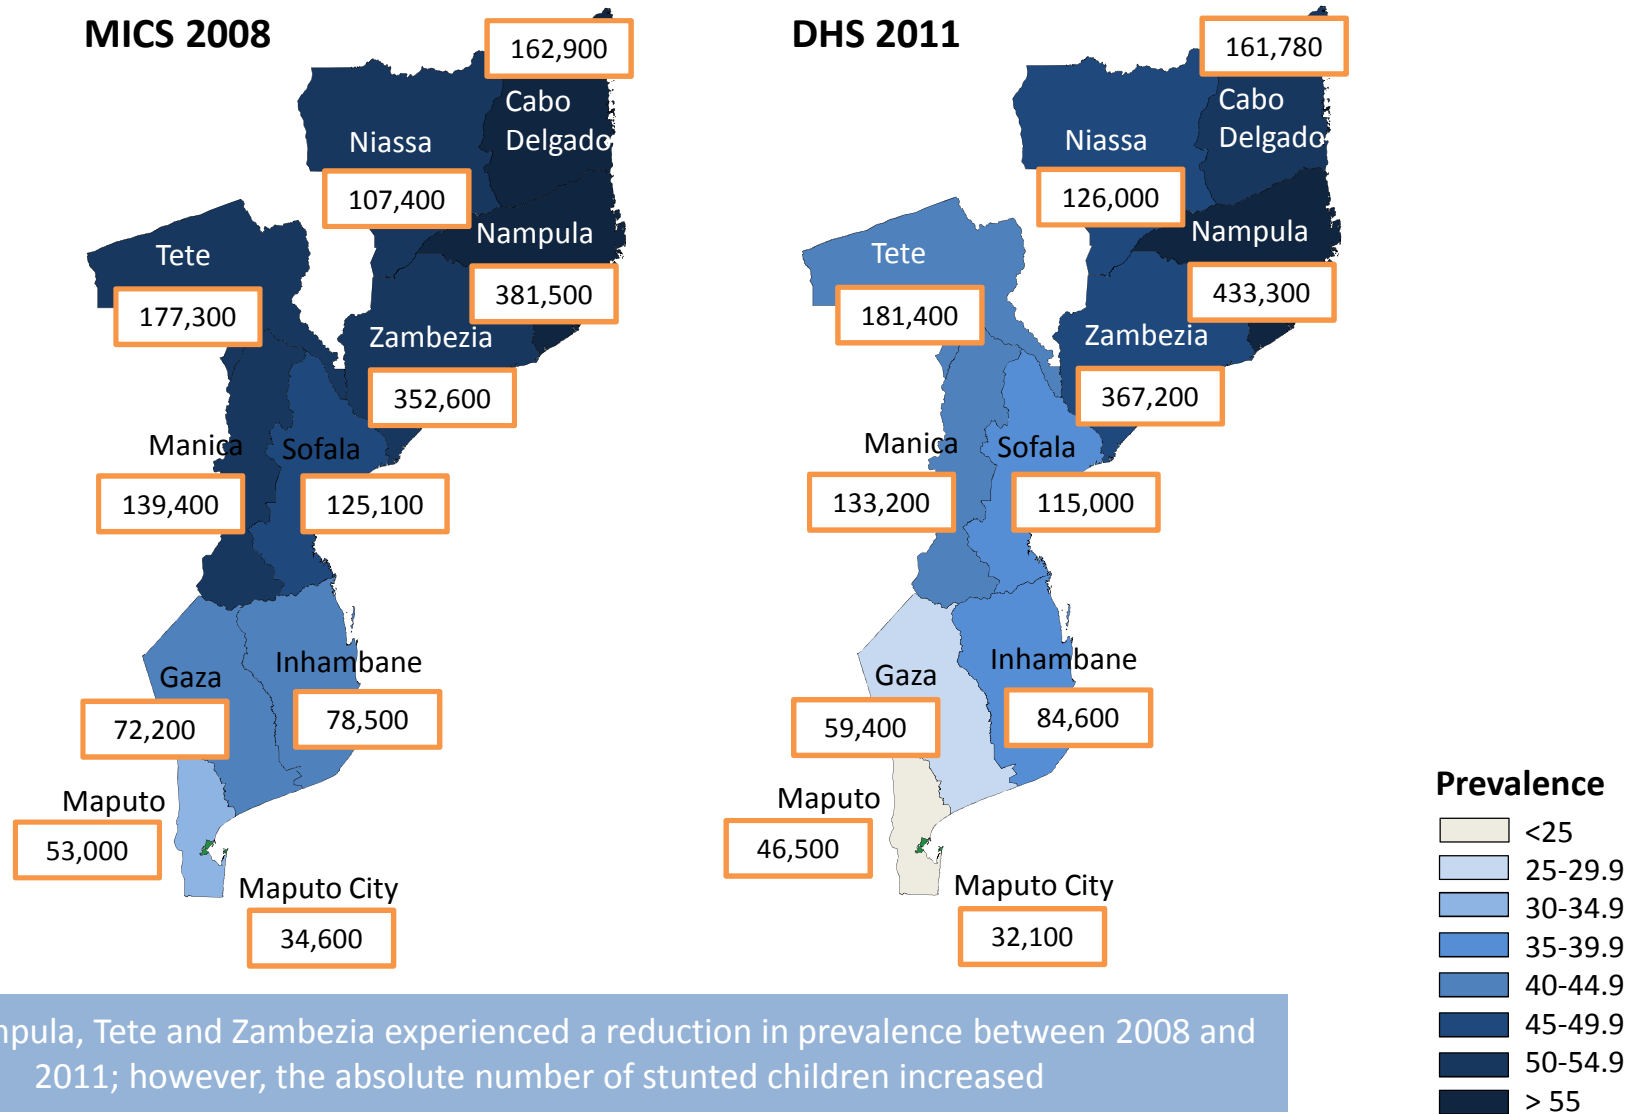 MICS 2008
162,900
Cabo
Delgado
Niassa
107,400
Nampula
381,500
Tete
177,300
Zambezia
352,600
Manica
139,400
Sofala
125,100
Gaza
72,200
Inhambane
78,500
Maputo
53,000
Maputo City
34,600
DHS 2011
161,780
Cabo
Delgado
Niassa
126,000
Nampula
433,300
Tete
181,400
Zambezia
367,200
Manica
133,200
Sofala
115,000
Gaza
59,400
Inhambane
84,600
Maputo
46,500
Maputo City
32,100
Prevalence
<25
25-29.9
30-34.9
35-39.9
40-44.9
45-49.9
50-54.9
> 55
pula, Tete and Zambezia experienced a reduction in prevalence between 2008 and
2011; however, the absolute number of stunted children increased